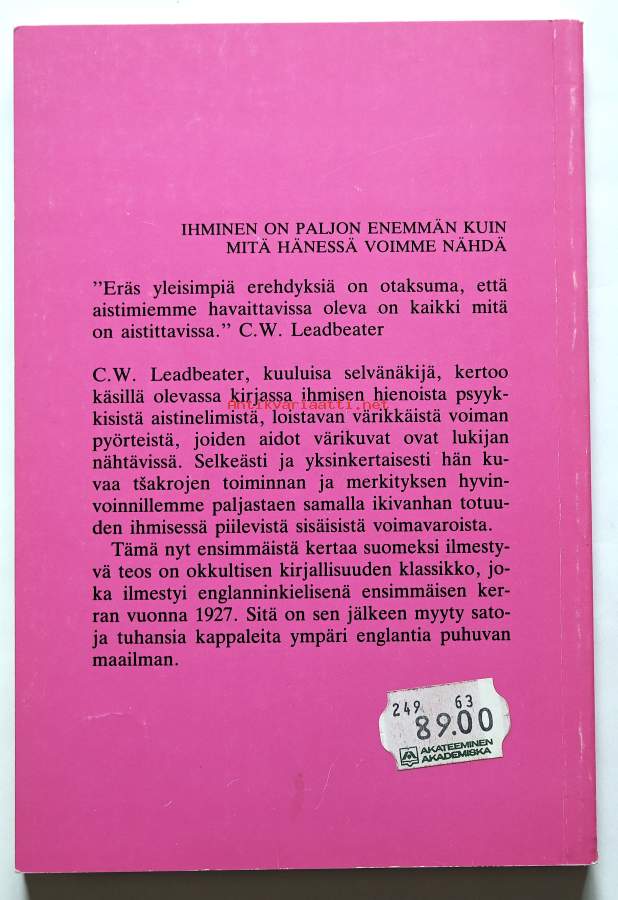 IHMINEN ON PALJON ENEMMÄN KUIN
MITÄ HÄNESSÄ VOIMME NÄHDÄ
”Eräs yleisimpiä erehdyksiä on otaksuma, että
aistimiemme havaittavissa oleva on kaikki mitä
on aistittavissa.” C.W. Leadbeater
C.W. Leadbeater, kuuluisa selvänäkijä, kertoo
käsillä olevassa kirjassa ihmisen hienoista psyyk-
Antikvariaatti.net
kisista aistinelimistä, loistavan värikkäistä voiman
pyörteistä, joiden aidot värikuvat ovat lukijan
nähtävissä. Selkeästi ja yksinkertaisesti hän ku-
vaa tšakrojen toiminnan ja merkityksen hyvin-
voinnillemme paljastaen samalla ikivanhan totuu-
den ihmisessä piilevistä sisäisistä voimavaroista.
Tämä nyt ensimmäistä kertaa suomeksi ilmesty-
vä teos on okkultisen kirjallisuuden klassikko, jo-
ka ilmestyi englanninkielisenä ensimmäisen ker-
ran vuonna 1927. Sitä on sen jälkeen myyty sato-
ja tuhansia kappaleita ympäri englantia puhuvan
maailman.
249 63
89.00
AKATEEMINEN
AKADEMISKA